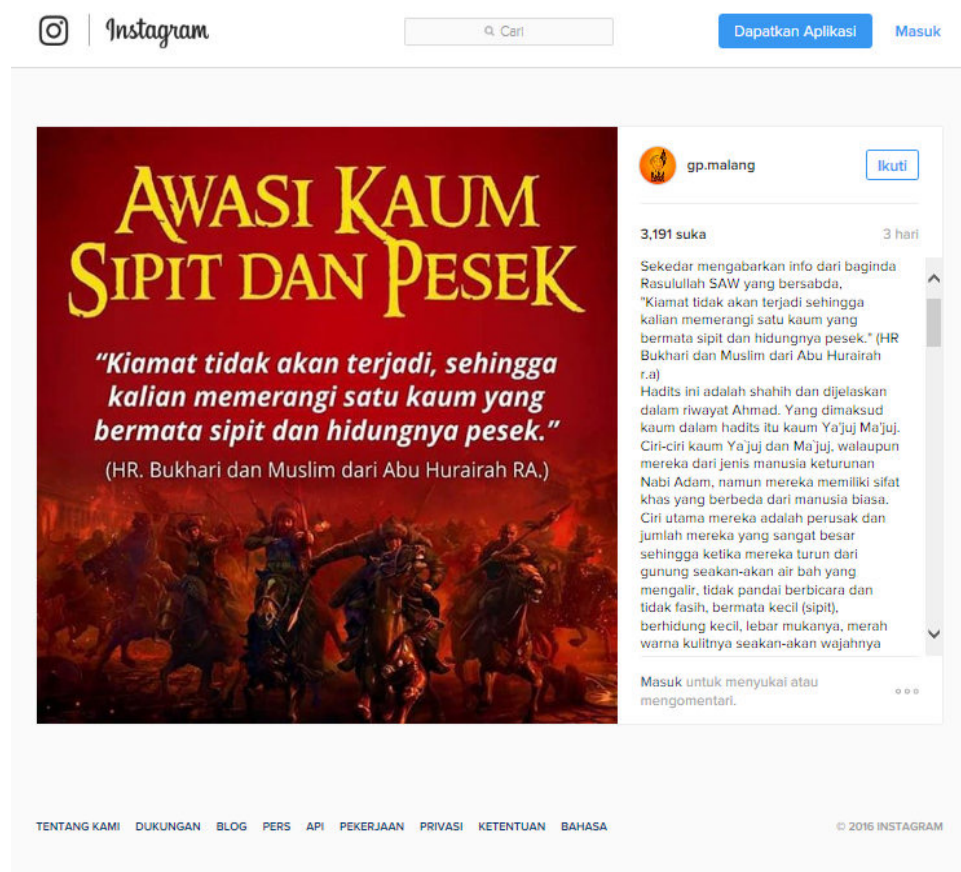 Instagram
Cari
Dapatkan Aplikasi
Masuk
AWASI KAUM
SIPIT DAN PESEK
“Kiamat tidak akan terjadi, sehingga
kalian memerangi satu kaum yang
bermata sipit dan hidungnya pesek.”
(HR. Bukhari dan Muslim dari Abu Hurairah RA.)
gp.malang
Ikuti
3,191 suka
3 hari
Sekedar mengabarkan info dari baginda
Rasulullah SAW yang bersabda,
"Kiamat tidak akan terjadi sehingga
kalian memerangi satu kaum yang
bermata sipit dan hidungnya pesek." (HR
Bukhari dan Muslim dari Abu Hurairah
r.a)
Hadits ini adalah shahih dan dijelaskan
dalam riwayat Ahmad. Yang dimaksud
kaum dalam hadits itu kaum Ya'juj Ma'juj.
Ciri-ciri kaum Ya`juj dan Ma`juj, walaupun
mereka dari jenis manusia keturunan
Nabi Adam, namun mereka memiliki sifat
khas yang berbeda dari manusia biasa.
Ciri utama mereka adalah perusak dan
jumlah mereka yang sangat besar
sehingga ketika mereka turun dari
gunung seakan-akan air bah yang
mengalir, tidak pandai berbicara dan
tidak fasih, bermata kecil (sipit),
berhidung kecil, lebar mukanya, merah
warna kulitnya seakan-akan wajahnya
Masuk untuk menyukai atau
mengomentari.
TENTANG KAMI DUKUNGAN BLOG PERS API PEKERJAAN PRIVASI KETENTUAN BAHASA
© 2016 INSTAGRAM